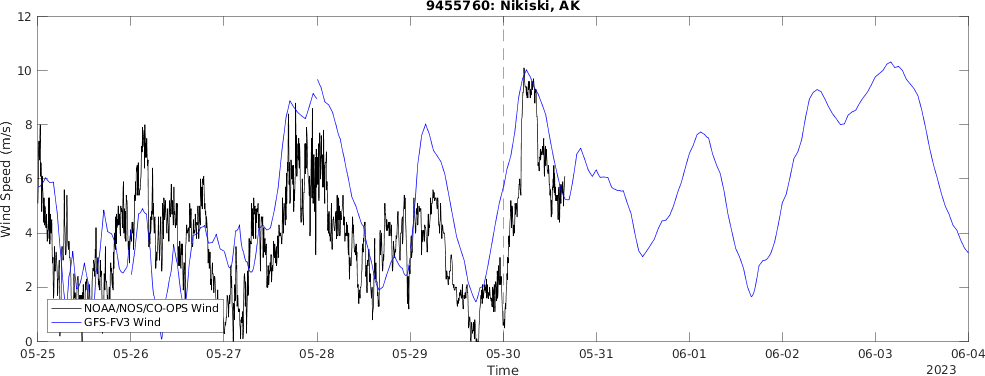 9455760: Nikiski, AK
12
10
8
6
4
2
0
Wind Speed (m/s)
NOAA/NOS/CO-OPS Wind
GFS-FV3 Wind
05-25 05-26 05-27 05-28 05-29 05-30 05-31 06-01 06-02 06-03 06-04
Time
2023